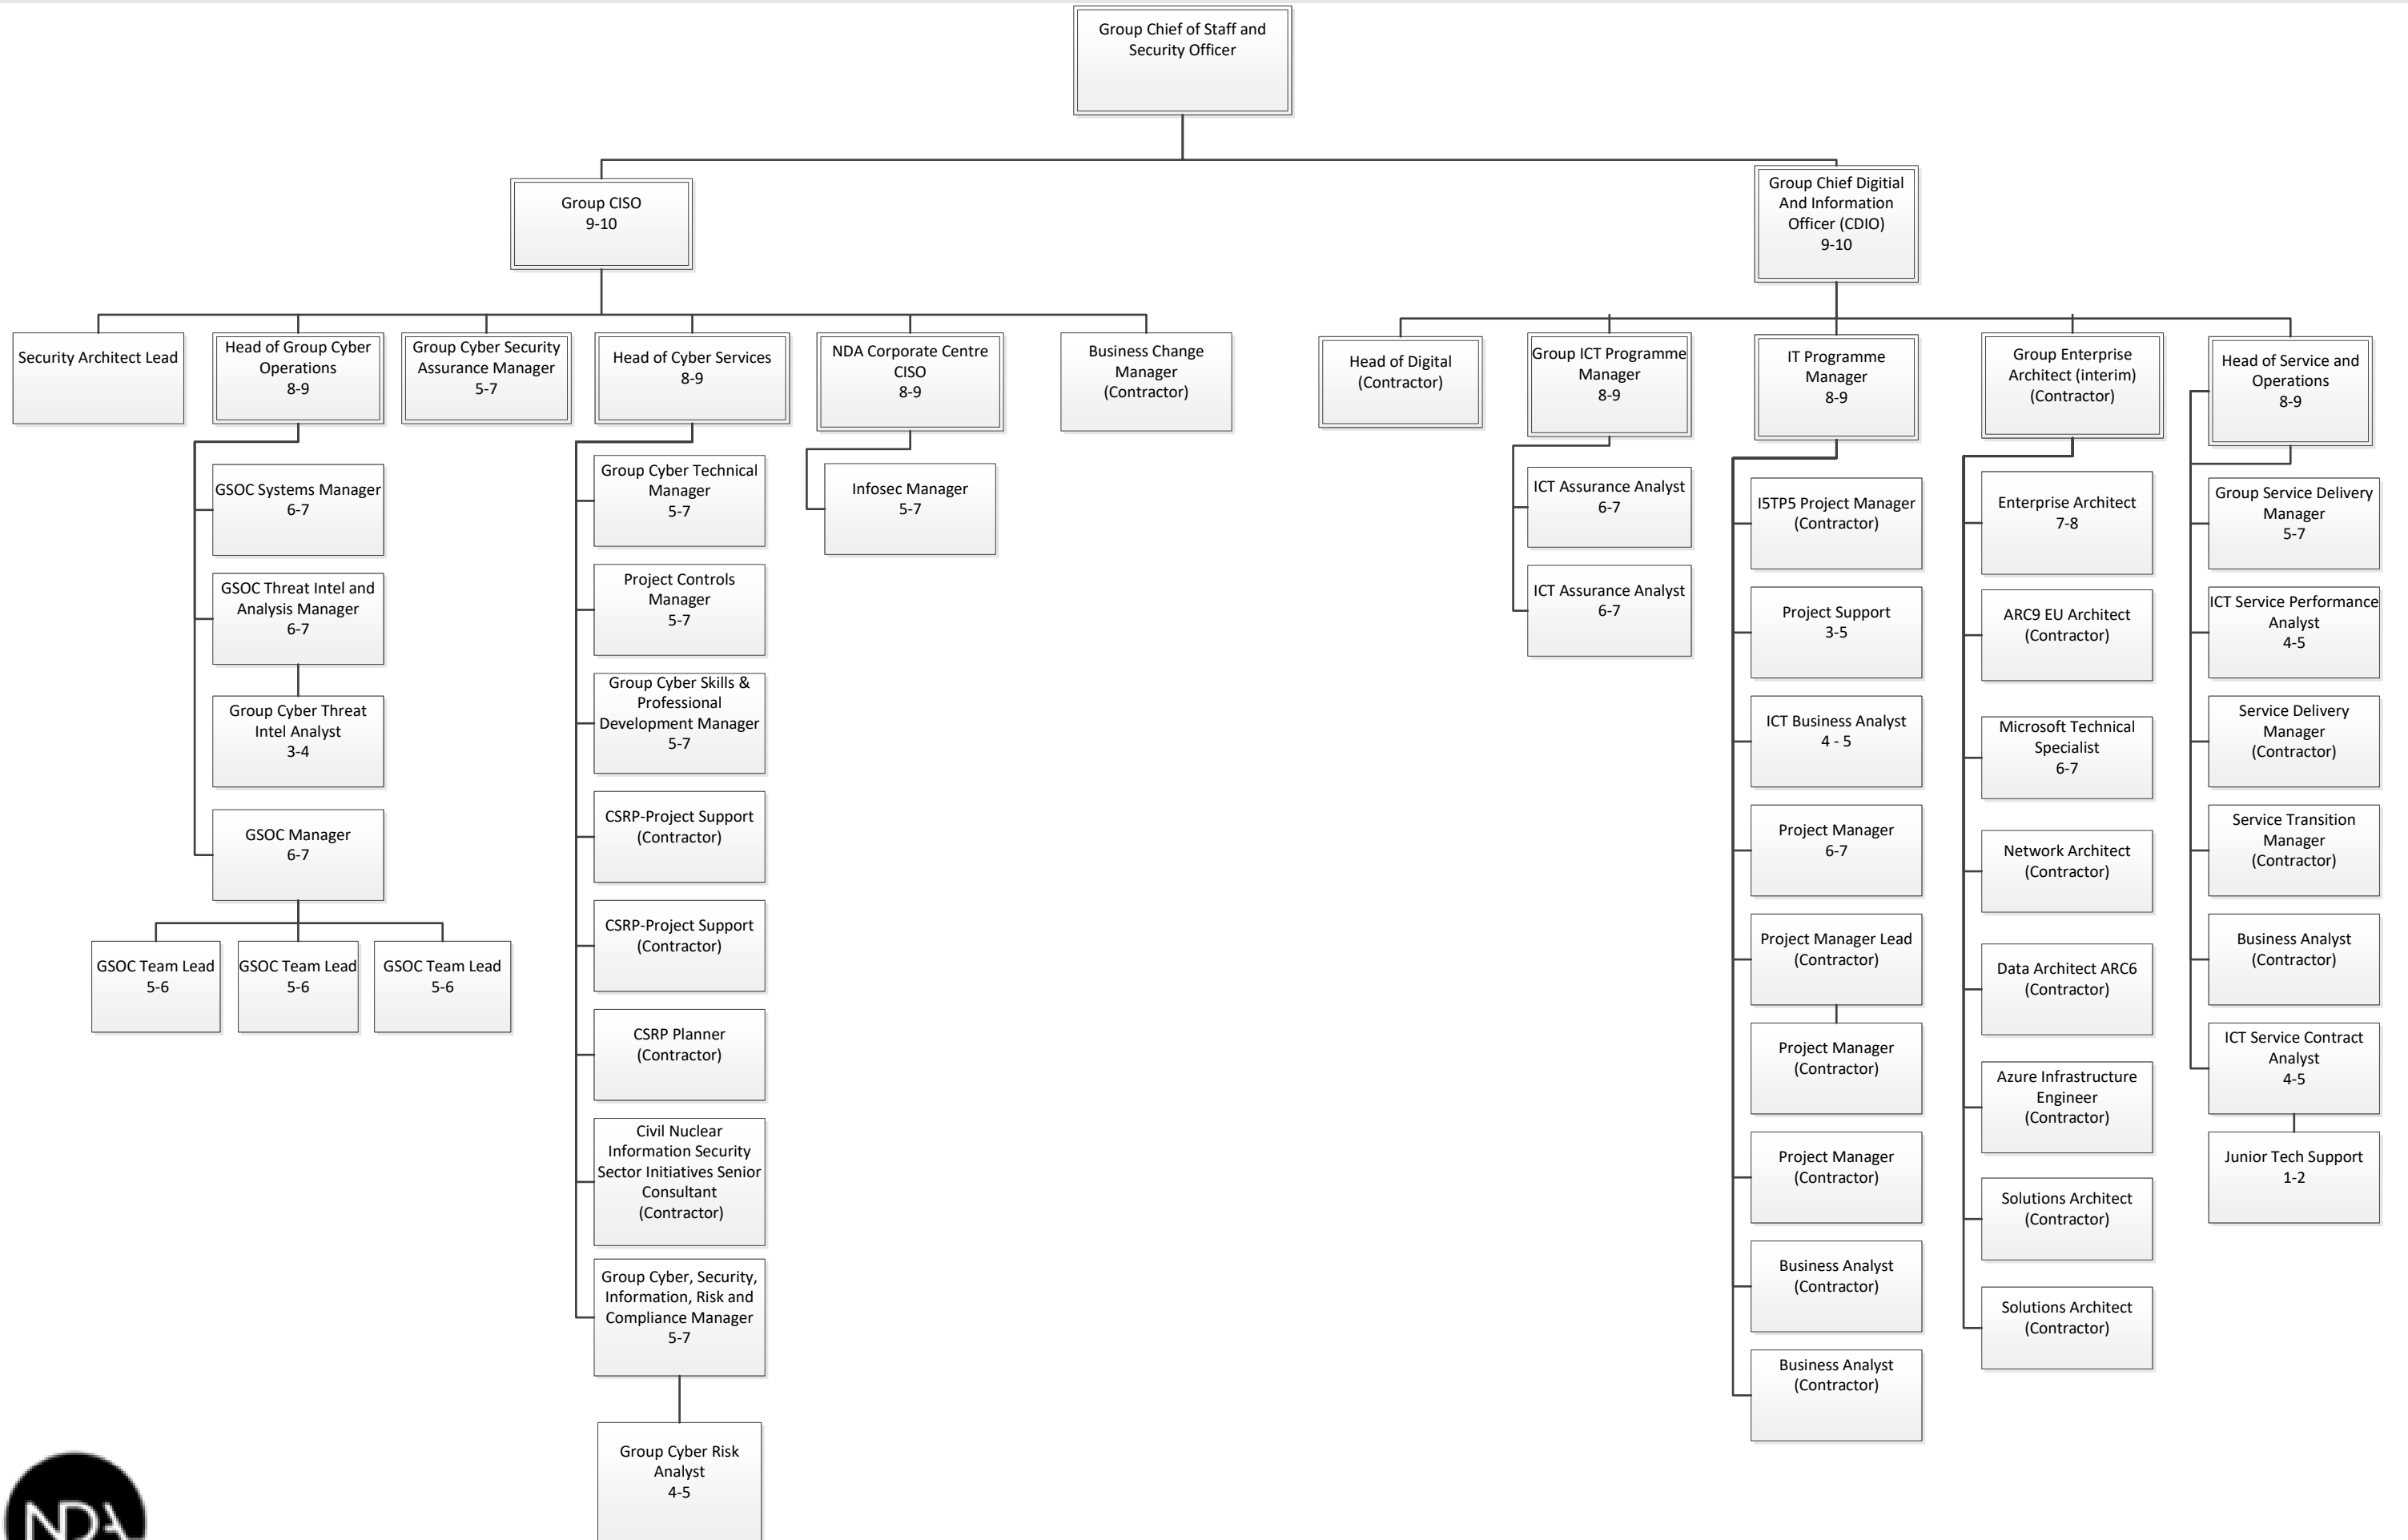 Group Chief of Staff and
Security Officer
Group CISO
9-10
Group Chief Digitial
And Information
Officer (CDIO)
9-10
Security Architect Lead
Head of Group Cyber
Operations
8-9
Group Cyber Security
Assurance Manager
5-7
Head of Cyber Services
8-9
NDA Corporate Centre
CISO
8-9
Business Change
Manager
(Contractor)
Head of Digital
(Contractor)
Group ICT Programme
Manager
8-9
IT Programme
Manager
8-9
Group Enterprise
Architect (interim)
(Contractor)
Head of Service and
Operations
8-9
GSOC Systems Manager
6-7
GSOC Threat Intel and
Analysis Manager
6-7
Group Cyber Threat
Intel Analyst
3-4
GSOC Manager
6-7
GSOC Team Lead
5-6
GSOC Team Lead
5-6
GSOC Team Lead
5-6
Group Cyber Technical
Manager
5-7
Project Controls
Manager
5-7
Group Cyber Skills &
Professional
Development Manager
5-7
CSRP-Project Support
(Contractor)
CSRP-Project Support
(Contractor)
CSRP Planner
(Contractor)
Civil Nuclear
Information Security
Sector Initiatives Senior
Consultant
(Contractor)
Group Cyber, Security,
Information, Risk and
Compliance Manager
5-7
Group Cyber Risk
Analyst
4-5
Infosec Manager
5-7
ICT Assurance Analyst
6-7
ICT Assurance Analyst
6-7
I5TP5 Project Manager
(Contractor)
Project Support
3-5
ICT Business Analyst
4 - 5
Project Manager
6-7
Project Manager Lead
(Contractor)
Project Manager
(Contractor)
Project Manager
(Contractor)
Business Analyst
(Contractor)
Business Analyst
(Contractor)
Enterprise Architect
7-8
ARC9 EU Architect
(Contractor)
Microsoft Technical
Specialist
6-7
Network Architect
(Contractor)
Data Architect ARC6
(Contractor)
Azure Infrastructure
Engineer
(Contractor)
Solutions Architect
(Contractor)
Solutions Architect
(Contractor)
Group Service Delivery
Manager
5-7
ICT Service Performance
Analyst
4-5
Service Delivery
Manager
(Contractor)
Service Transition
Manager
(Contractor)
Business Analyst
(Contractor)
ICT Service Contract
Analyst
4-5
Junior Tech Support
1-2
NDA